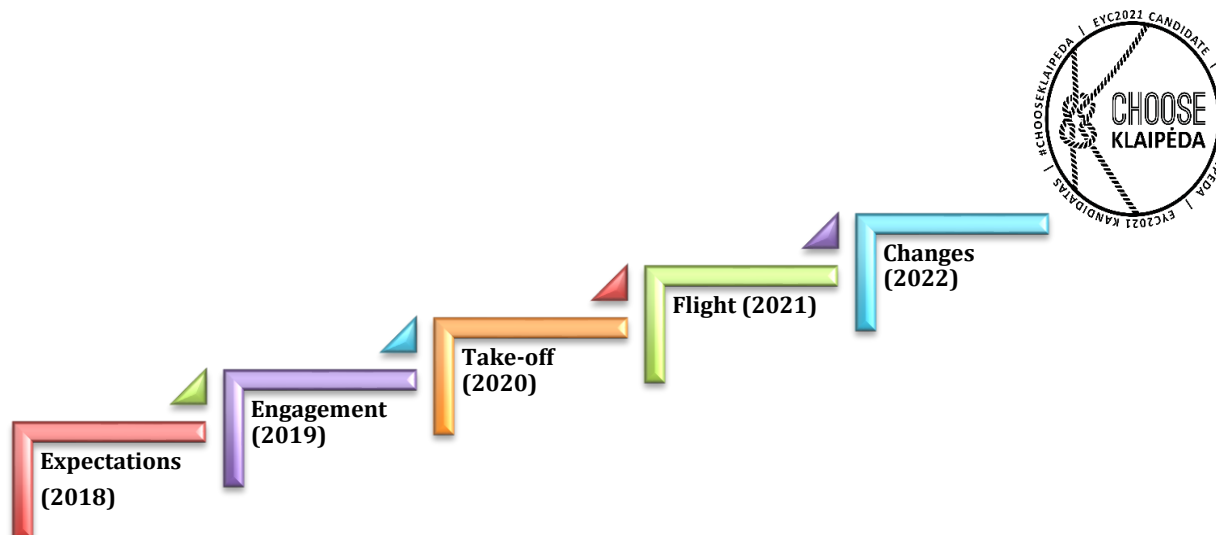 #CHOOSEKLAIPEDA | EYC2021 CANDIDATE |
CHOOSE
KLAIPĖDA
| EYC2021 KANDIDATAS |
Changes
(2022)
Flight (2021)
Take-off
(2020)
Engagement
(2019)
Expectations
(2018)